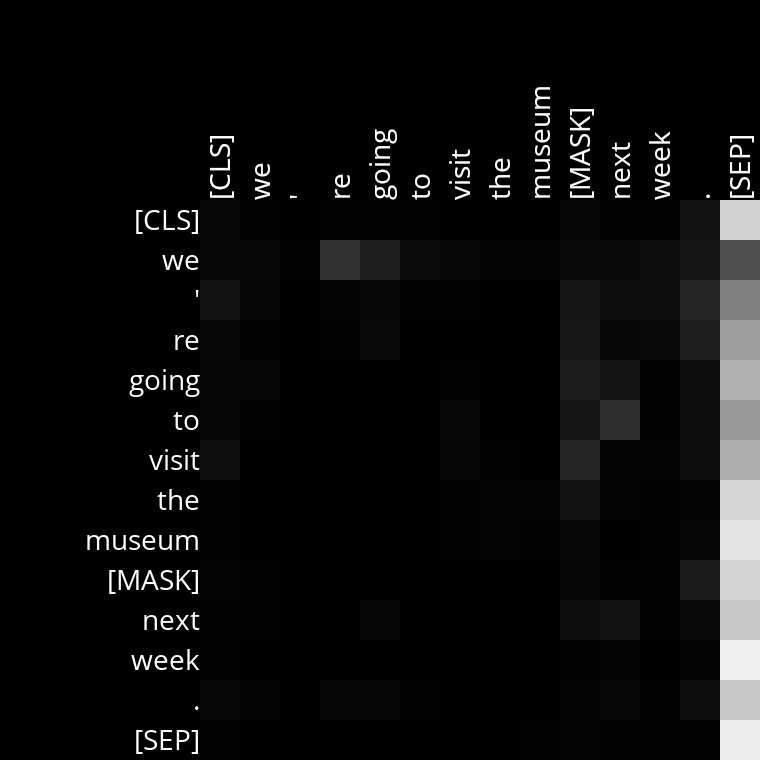 [CLS] we ' re going to visit the museum [MASK] next week . [SEP]
[CLS]
we
'
re
going
to
visit
the
museum
[MASK]
next
week
.
[SEP]